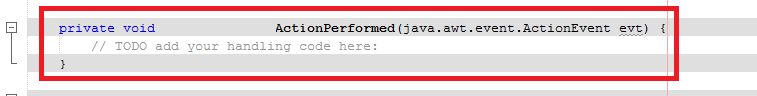 private void ActionPerformed(java.awt.event.ActionEvent evt) {
// TODO add your handling code here:
}